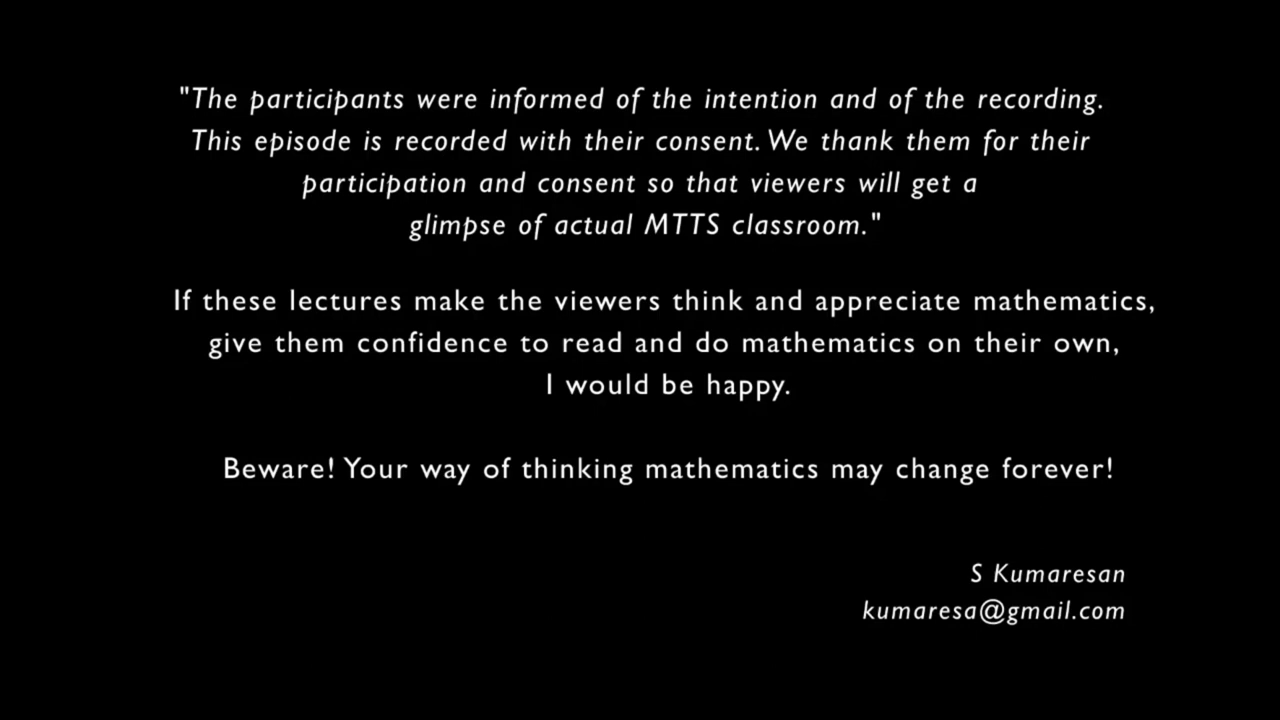 "The participants were informed of the intention and of the recording.
This episode is recorded with their consent. We thank them for their
participation and consent so that viewers will get a
glimpse of actual MTTS classroom."
If these lectures make the viewers think and appreciate mathematics,
give them confidence to read and do mathematics on their own,
I would be happy.
Beware! Your way of thinking mathematics may change forever!
S Kumaresan
kumaresa@gmail.com